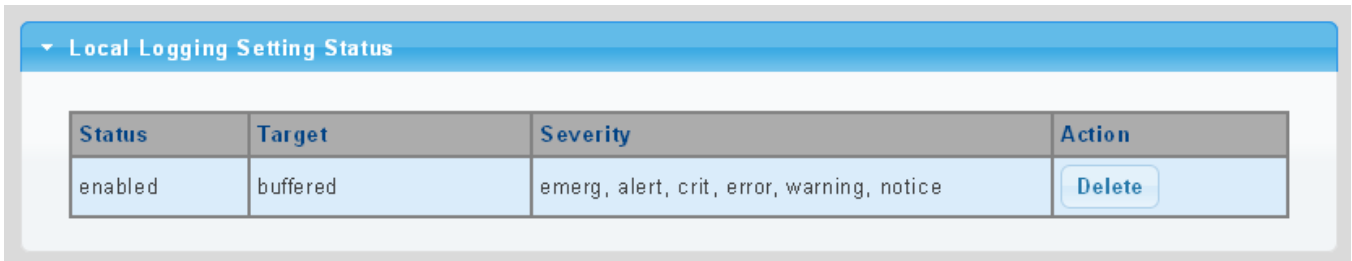 Local Logging Setting Status
Status Target Severity Action
enabled buffered emerg, alert, crit, error, warning, notice Delete